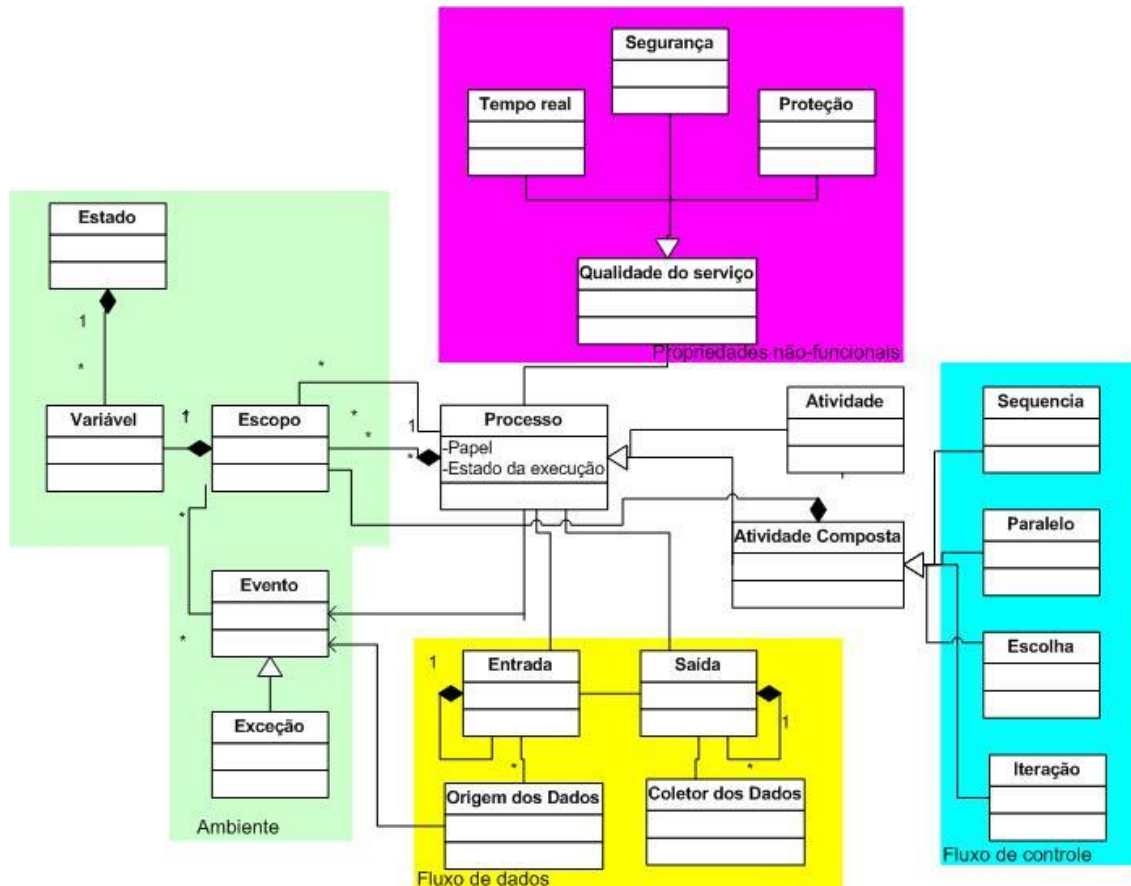 Segurança
Tempo real
Proteção
Qualidade do serviço
Propriedades não-funcionais
Estado
1
*
Variável
1
Escopo
*
*
*
*
1
Processo
-Papel
-Estado da execução
Atividade
Atividade Composta
Sequencia
Paralelo
Escolha
Iteração
Fluxo de controle
*
Evento
*
Exceção
Ambiente
1
Entrada
*
Saída
1
*
Origem dos Dados
Coletor dos Dados
Fluxo de dados